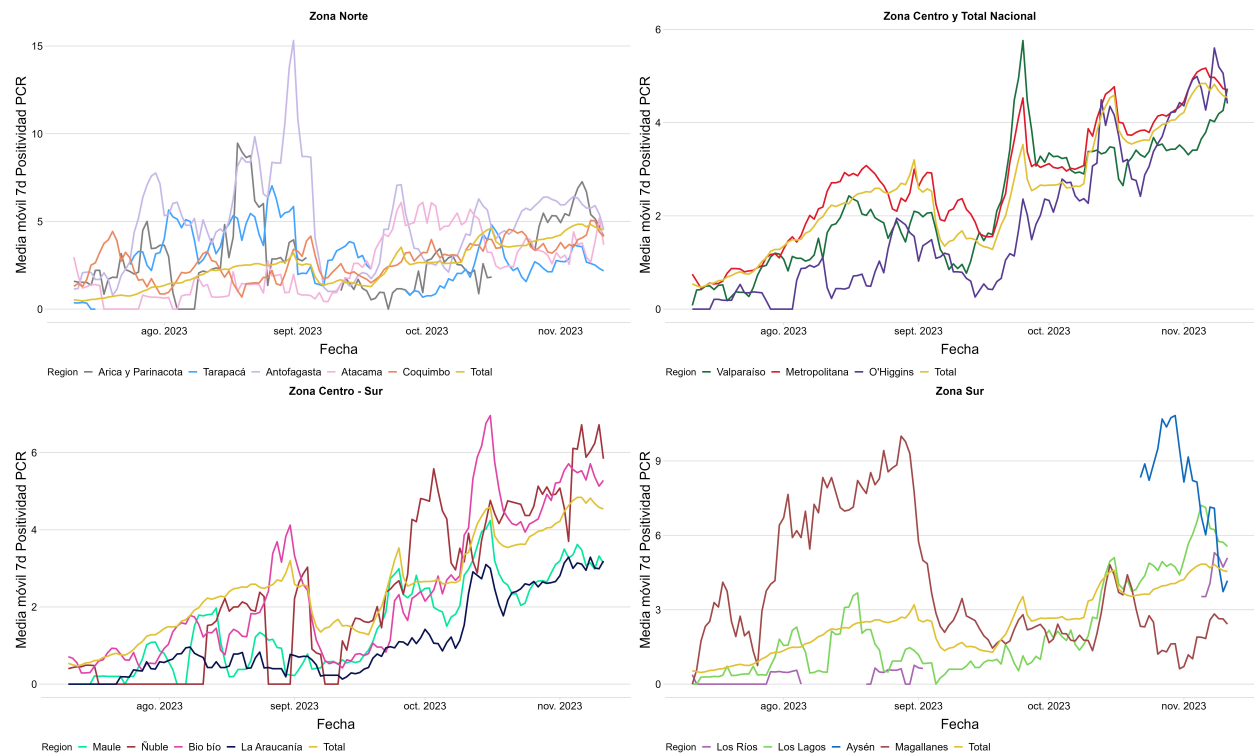 Zona Norte
Media móvil 7d Positividad PCR
15
10
5
0
ago. 2023 sept. 2023 oct. 2023 nov. 2023
Fecha
Region Arica y Parinacota Tarapacá Antofagasta Atacama Coquimbo Total
Zona Centro y Total Nacional
Media móvil 7d Positividad PCR
6
4
2
0
ago. 2023 sept. 2023 oct. 2023 nov. 2023
Fecha
Region Valparaíso Metropolitana O'Higgins Total
Zona Centro - Sur
Media móvil 7d Positividad PCR
6
4
2
0
ago. 2023 sept. 2023 oct. 2023 nov. 2023
Fecha
Region Maule Ñuble Bio bío La Araucanía Total
Zona Sur
Media móvil 7d Positividad PCR
9
6
3
0
ago. 2023 sept. 2023 oct. 2023 nov. 2023
Fecha
Region Los Ríos Los Lagos Aysén Magallanes Total